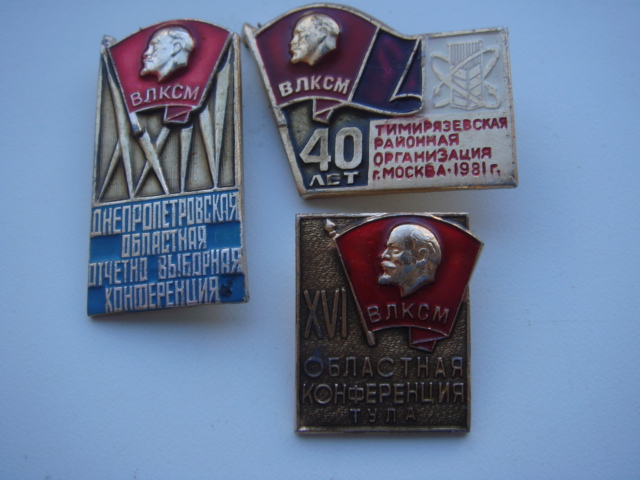 ВЛКСМ
XXIV
ДНЕПРОПЕТРОВСКАЯ
ОБЛАСТНАЯ
ОТЧЕТНО ВЫБОРНАЯ
КОНФЕРЕНЦИЯ
ВЛКСМ
40
ЛЕТ
ТИМИРЯЗЕВСКАЯ
РАЙОННАЯ
ОРГАНИЗАЦИЯ
г. МОСКВА · 1981 г.
ВЛКСМ
XVI
ОБЛАСТНАЯ
КОНФЕРЕНЦИЯ
ТУЛА